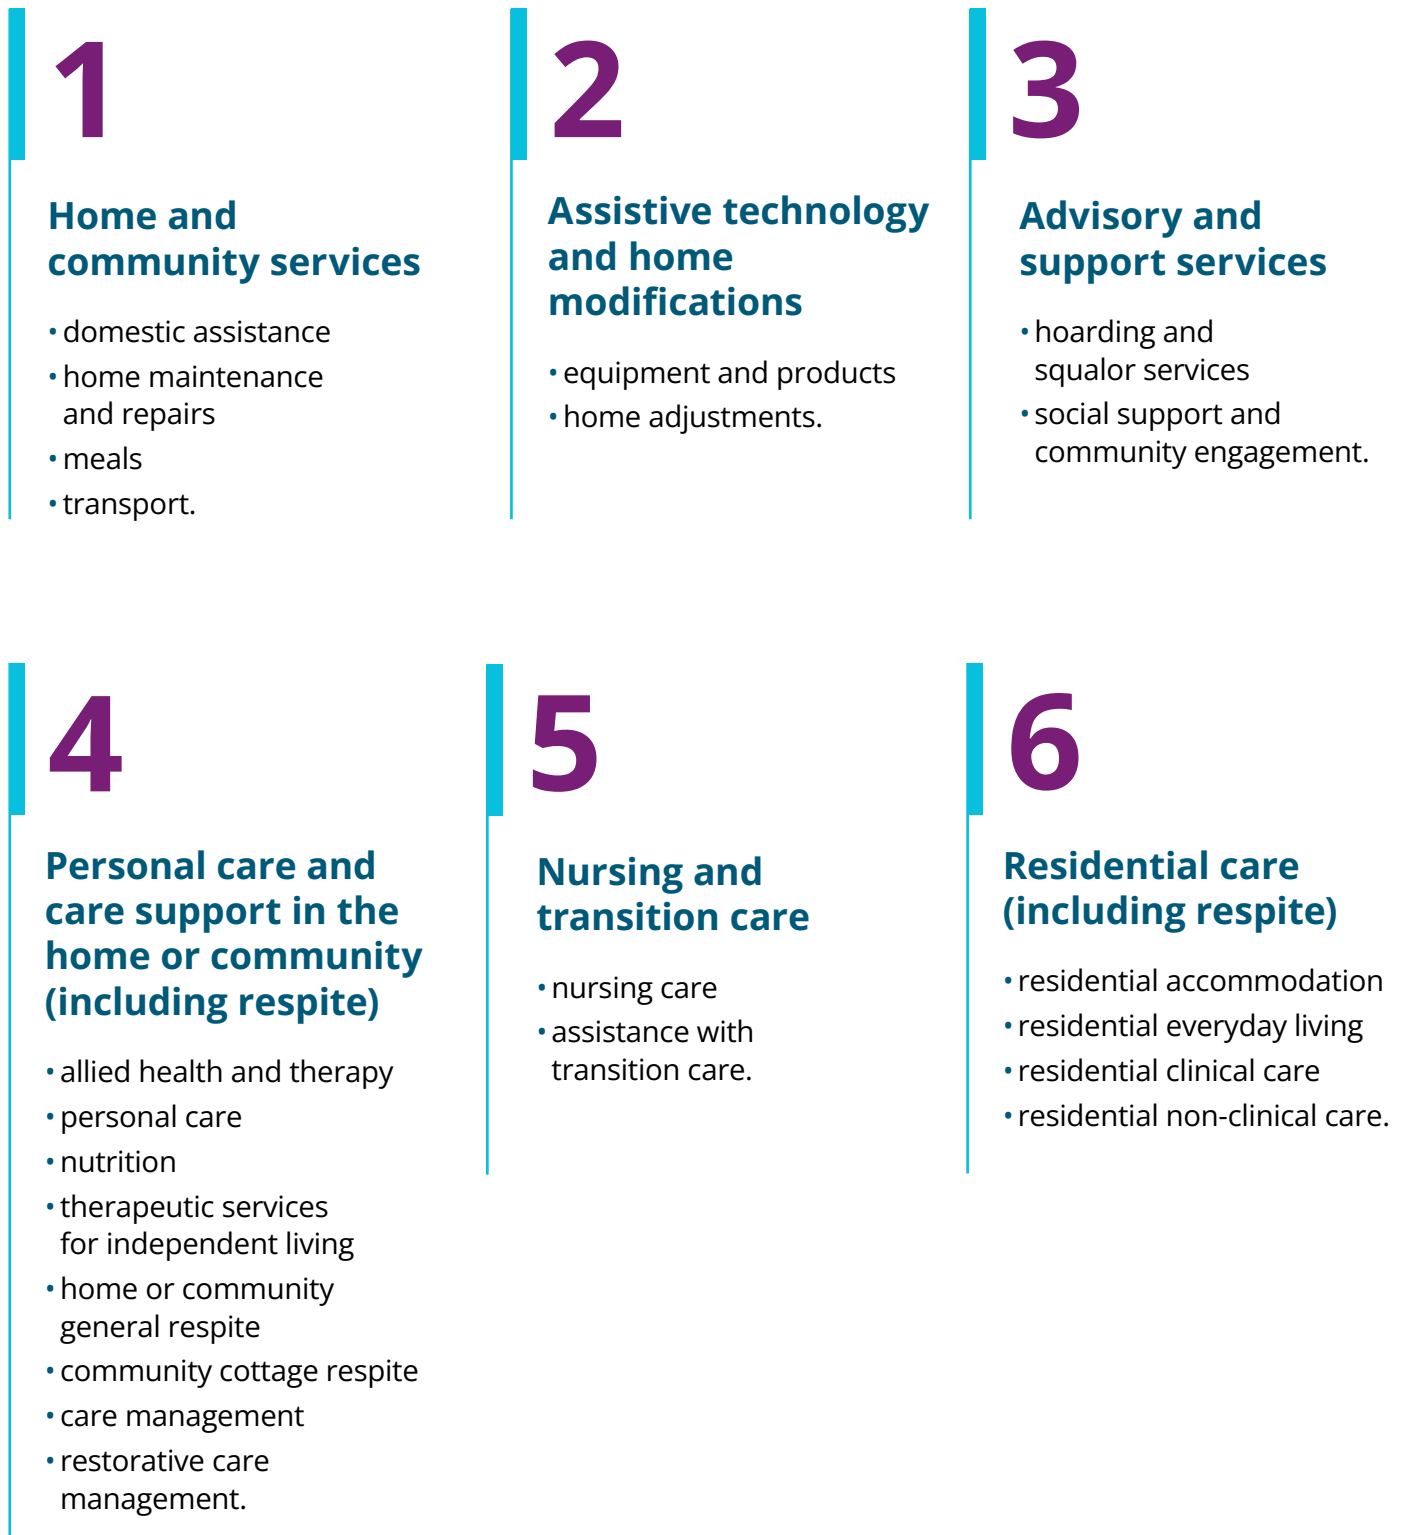 1
Home and
community services
• domestic assistance
• home maintenance
and repairs
• meals
• transport.
2
Assistive technology
and home
modifications
• equipment and products
• home adjustments.
3
Advisory and
support services
• hoarding and
squalor services
• social support and
community engagement.
4
Personal care and
care support in the
home or community
(including respite)
• allied health and therapy
• personal care
• nutrition
• therapeutic services
for independent living
• home or community
general respite
• community cottage respite
• care management
• restorative care
management.
5
Nursing and
transition care
• nursing care
• assistance with
transition care.
6
Residential care
(including respite)
• residential accommodation
• residential everyday living
• residential clinical care
• residential non-clinical care.